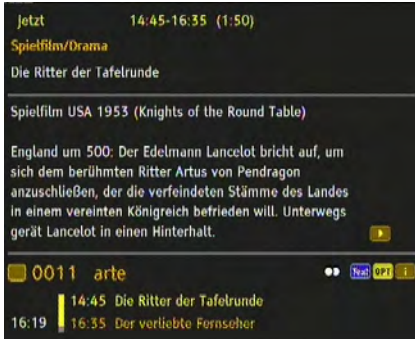 Jetzt 14:45-16:35 (1:50)
Spielfilm/Drama
Die Ritter der Tafelrunde
Spielfilm USA 1953 (Knights of the Round Table)
England um 500: Der Edelmann Lancelot bricht auf, um
sich dem berühmten Ritter Artus von Pendragon
anzuschließen, der die verfeindeten Stämme des Landes
in einem vereinten Königreich befrieden will. Unterwegs
gerät Lancelot in einen Hinterhalt.
0011 arte Text OPT i
14:45 Die Ritter der Tafelrunde
16:19 16:35 Der verliebte Fernseher